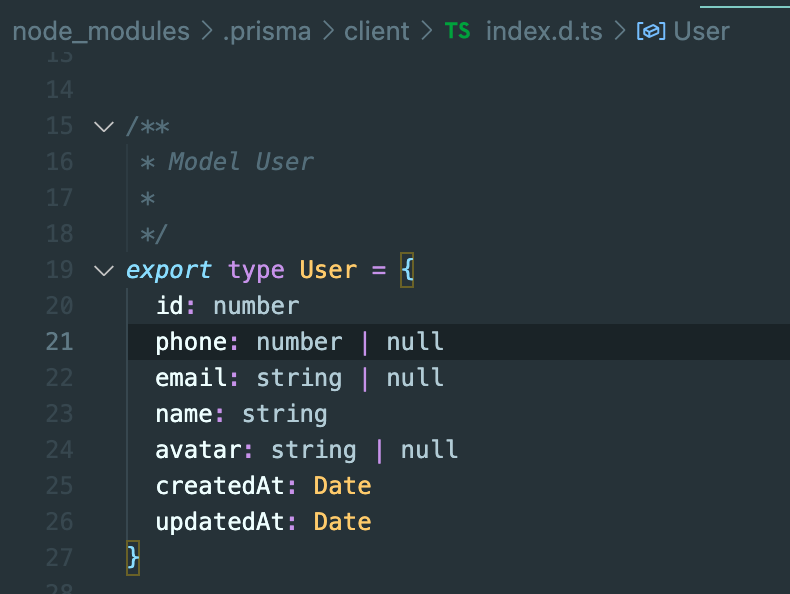 node_modules > .prisma > client > TS index.d.ts > User
13
14
15 /**
16 * Model User
17 *
18 */
19 export type User = {
20 id: number
21 phone: number | null
22 email: string | null
23 name: string
24 avatar: string | null
25 createdAt: Date
26 updatedAt: Date
27 }
28